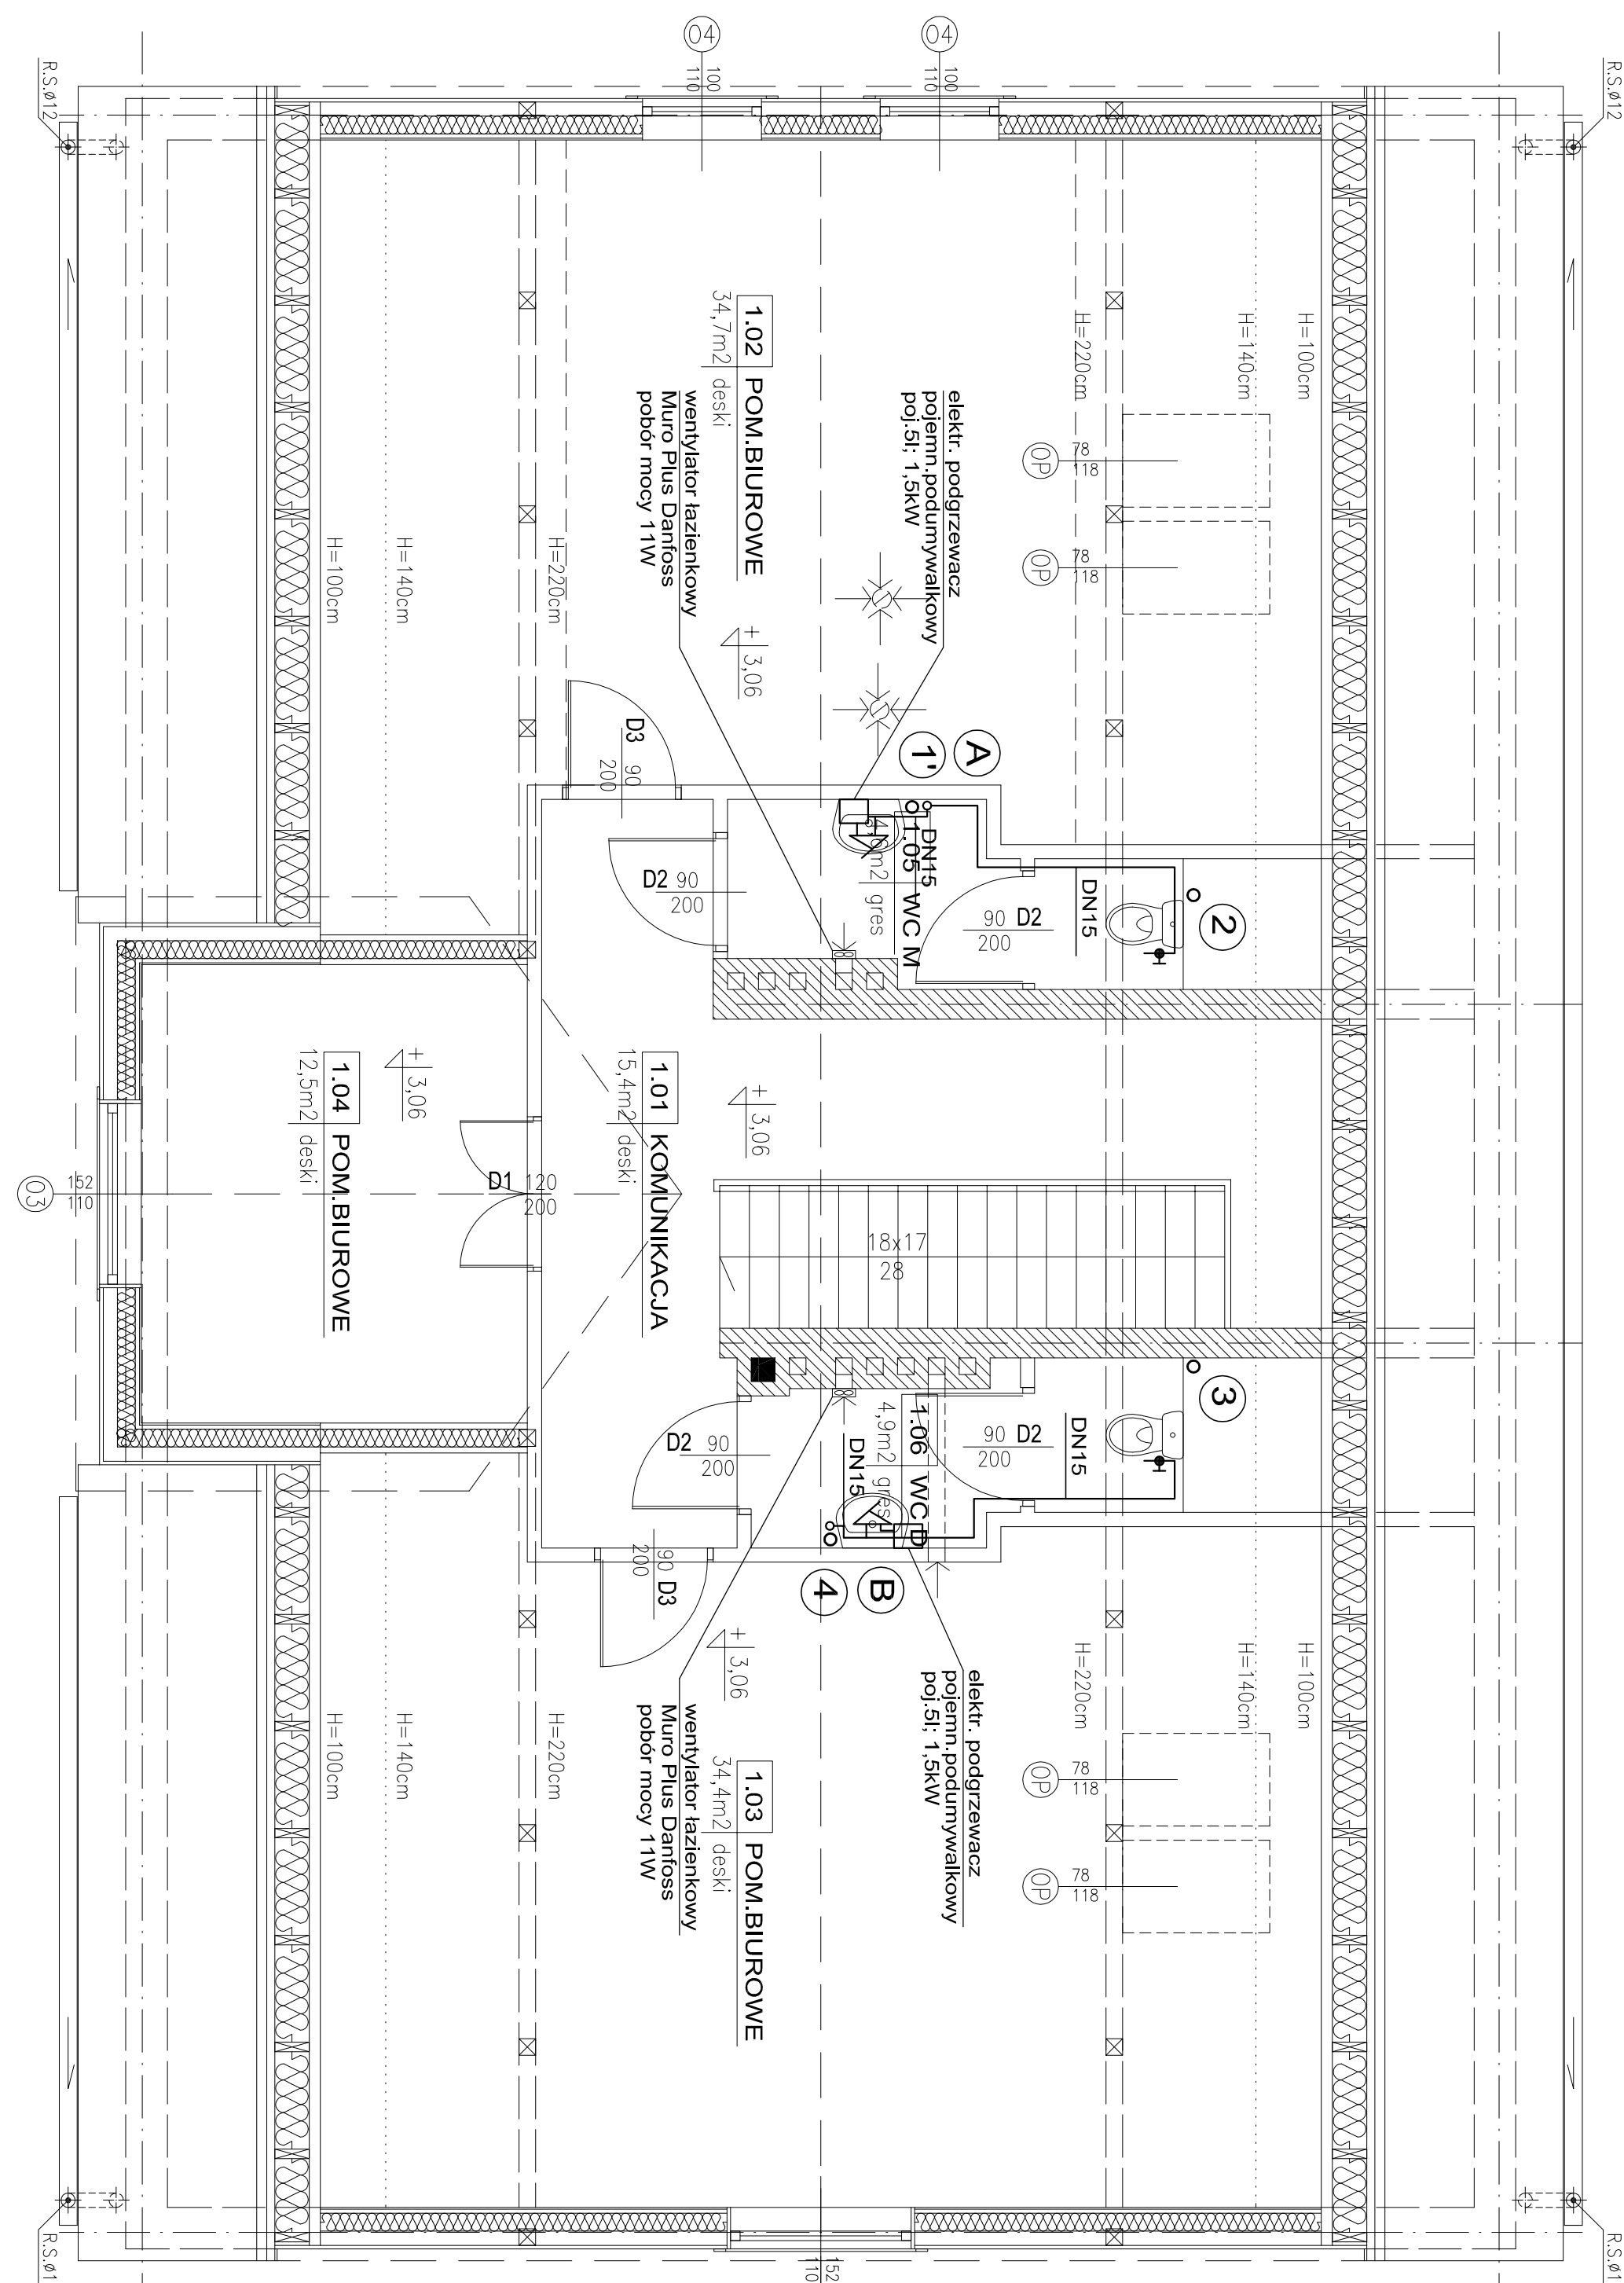 R.S.ø12
R.S.ø12
04
100
110
04
100
110
H=100cm
H=140cm
H=220cm
OP
78
118
OP
78
118
elektr. podgrzewacz
pojemn.podumywalkowy
poj.5l; 1,5kW
1.02 POM.BIUROWE
34,7m2 deski
wentylator łazienkowy
Muro Plus Danfoss
pobór mocy 11W
+ 3,06
H=220cm
H=140cm
H=100cm
D3 90
200
A
1'
2
DN15
DN15
1.05 WC M
4,6m2 gres
90 D2
200
D2 90
200
1.01 KOMUNIKACJA
15,4m2 deski
+ 3,06
1.04 POM.BIUROWE
12,5m2 deski
+ 3,06
D1 120
200
03
152
110
18x17
28
3
DN15
90 D2
200
1.06 WC D
4,9m2 gres
DN15
D2 90
200
90 D3
200
4
B
+ 3,06
H=100cm
H=140cm
H=220cm
OP
78
118
OP
78
118
elektr. podgrzewacz
pojemn.podumywalkowy
poj.5l; 1,5kW
1.03 POM.BIUROWE
34,4m2 deski
wentylator łazienkowy
Muro Plus Danfoss
pobór mocy 11W
H=220cm
H=140cm
H=100cm
152
110
R.S.ø1
R.S.ø1